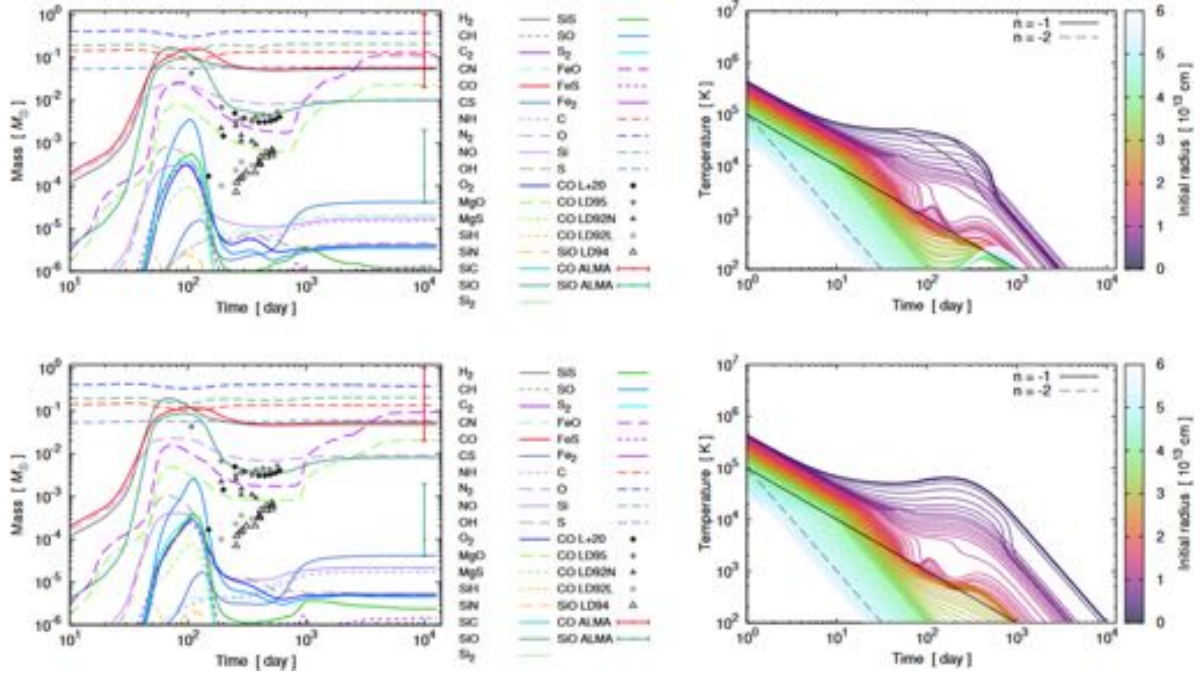 10⁰
10⁻¹
10⁻²
10⁻³
10⁻⁴
10⁻⁵
10⁻⁶
Mass [ M⊙ ]
10¹ 10² 10³ 10⁴
Time [ day ]
H₂ SiS
CH SO
C₂ S₂
CN FeO
CO FeS
CS Fe₂
NH C
N₂ O
NO Si
OH S
O₂ CO L+20
MgO CO LD95
MgS CO LD92N
SiH CO LD92L
SiN SiO LD94
SiC CO ALMA
SiO SiO ALMA
Si₂
10⁷
10⁶
10⁵
10⁴
10³
10²
Temperature [ K ]
10⁰ 10¹ 10² 10³ 10⁴
Time [ day ]
n = -1
n = -2
6
5
4
3
2
1
0
Initial radius [ 10¹³ cm ]
10⁰
10⁻¹
10⁻²
10⁻³
10⁻⁴
10⁻⁵
10⁻⁶
Mass [ M⊙ ]
10¹ 10² 10³ 10⁴
Time [ day ]
H₂ SiS
CH SO
C₂ S₂
CN FeO
CO FeS
CS Fe₂
NH C
N₂ O
NO Si
OH S
O₂ CO L+20
MgO CO LD95
MgS CO LD92N
SiH CO LD92L
SiN SiO LD94
SiC CO ALMA
SiO SiO ALMA
Si₂
10⁷
10⁶
10⁵
10⁴
10³
10²
Temperature [ K ]
10⁰ 10¹ 10² 10³ 10⁴
Time [ day ]
n = -1
n = -2
6
5
4
3
2
1
0
Initial radius [ 10¹³ cm ]